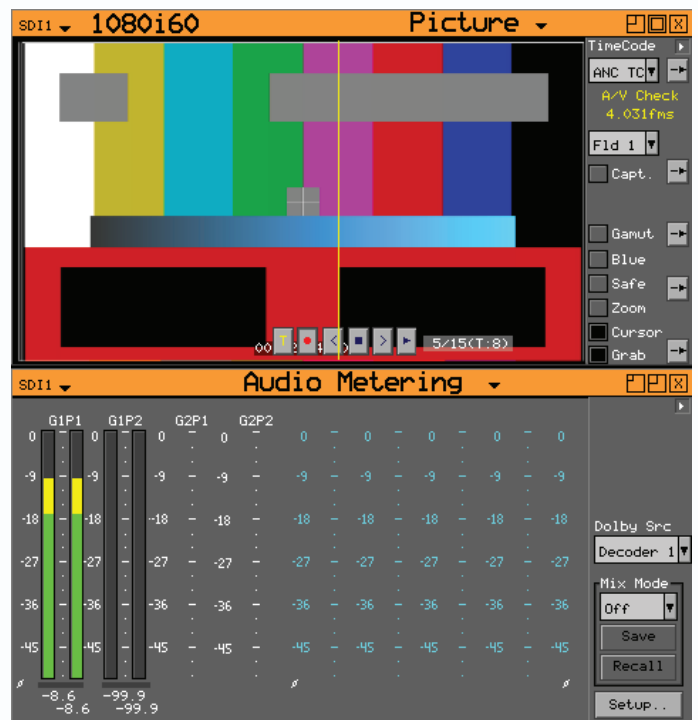 SDI1 1080i60 Picture
TimeCode
ANC TC
A/V Check
4.031fms
Fld 1
Capt.
Gamut
Blue
Safe
Zoom
Cursor
Grab
T
5/15(T:8)
SDI1 Audio Metering
G1P1 G1P2 G2P1 G2P2
0 0 0 0 0 0 0 0 0
-9 -9 -9 -9 -9 -9 -9 -9 -9
-18 -18 -18 -18 -18 -18 -18 -18 -18
-27 -27 -27 -27 -27 -27 -27 -27 -27
-36 -36 -36 -36 -36 -36 -36 -36 -36
-45 -45 -45 -45 -45 -45 -45 -45 -45
-8.6 -99.9
-8.6 -99.9
Dolby Src
Decoder 1
Mix Mode
Off
Save
Recall
Setup..